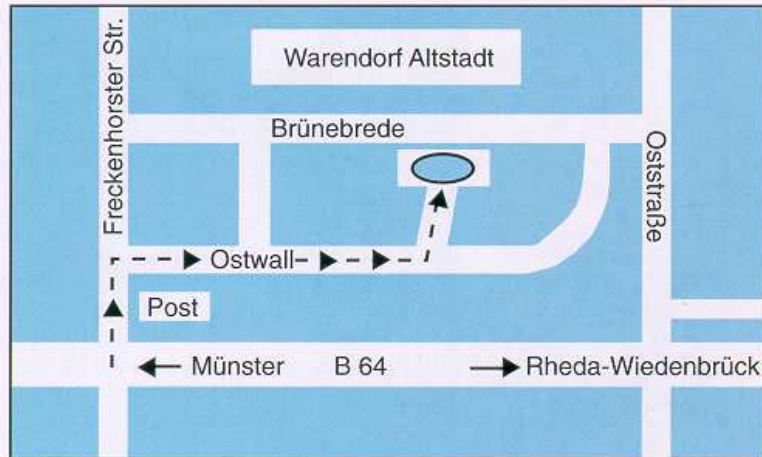 Warendorf Altstadt
Freckenhorster Str.
Brünebrede
Oststraße
Ostwall
Post
Münster B 64 Rheda-Wiedenbrück